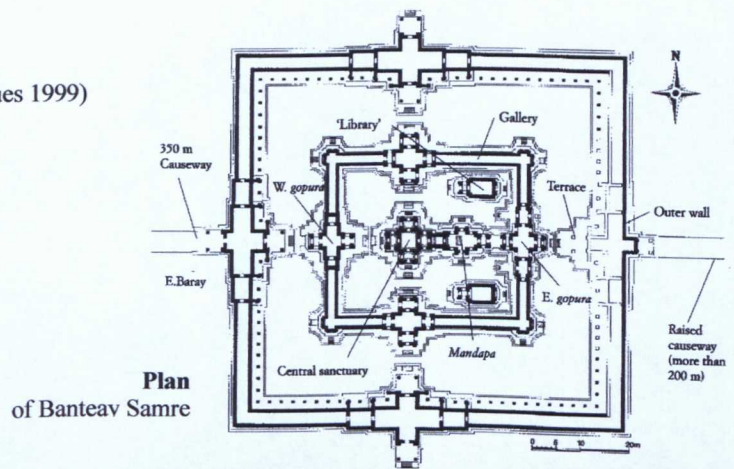 ues 1999)
N
'Library'
Gallery
350 m
Causeway
W. gopura
Terrace
Outer wall
E.Baray
E. gopura
Raised
causeway
(more than
200 m)
Mandapa
Central sanctuary
Plan
of Banteav Samre
0 5 10 20m